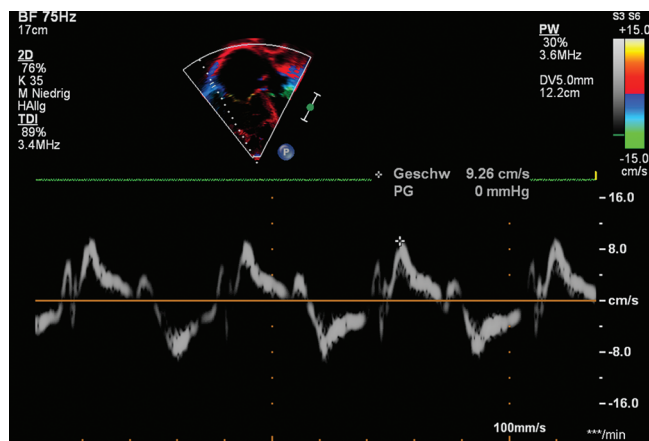 BF 75Hz
17cm
2D
76%
K 35
M Niedrig
HAllg
TDI
89%
3.4MHz
P
PW
30%
3.6MHz
DV5.0mm
12.2cm
S3 S6
+15.0
-15.0
cm/s
Geschw 9.26 cm/s
PG 0 mmHg
16.0
8.0
cm/s
-8.0
-16.0
100mm/s
***/min